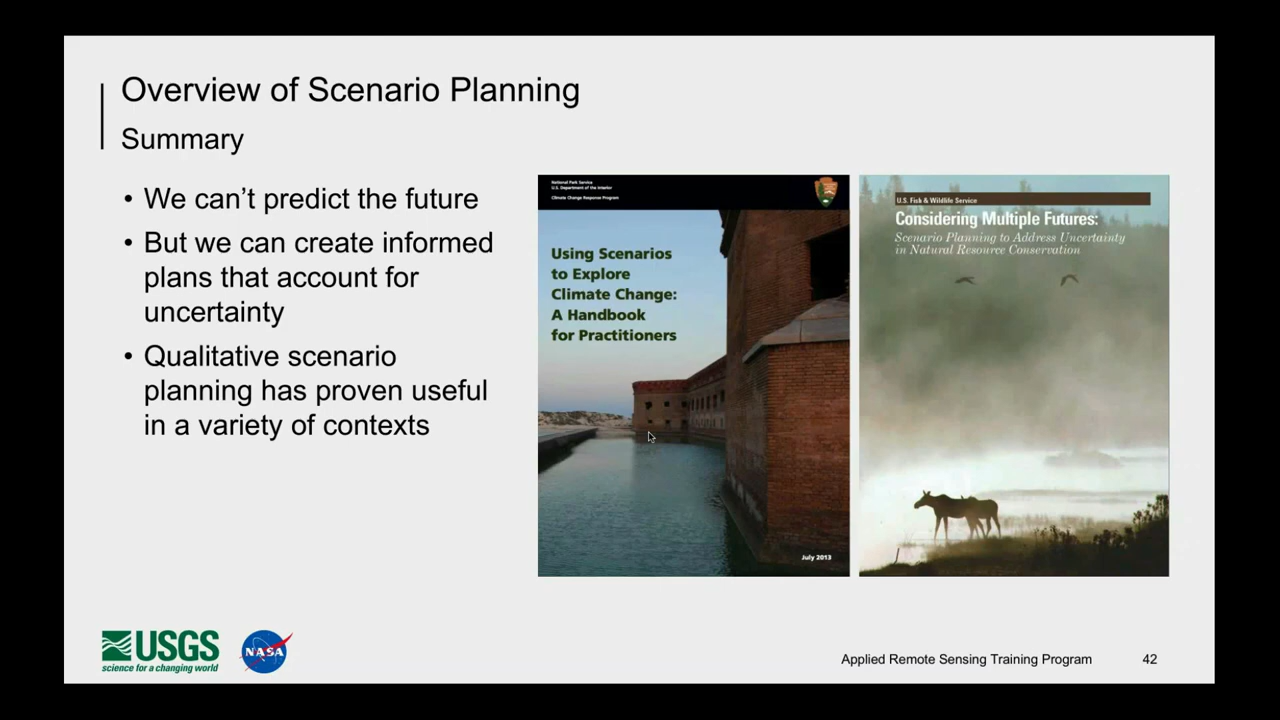 Overview of Scenario Planning
Summary
• We can't predict the future
• But we can create informed
plans that account for
uncertainty
• Qualitative scenario
planning has proven useful
in a variety of contexts
National Park Service
U.S. Department of the Interior
Climate Change Response Program
Using Scenarios
to Explore
Climate Change:
A Handbook
for Practitioners
July 2013
U.S. Fish & Wildlife Service
Considering Multiple Futures:
Scenario Planning to Address Uncertainty
in Natural Resource Conservation
USGS
science for a changing world
NASA
Applied Remote Sensing Training Program 42